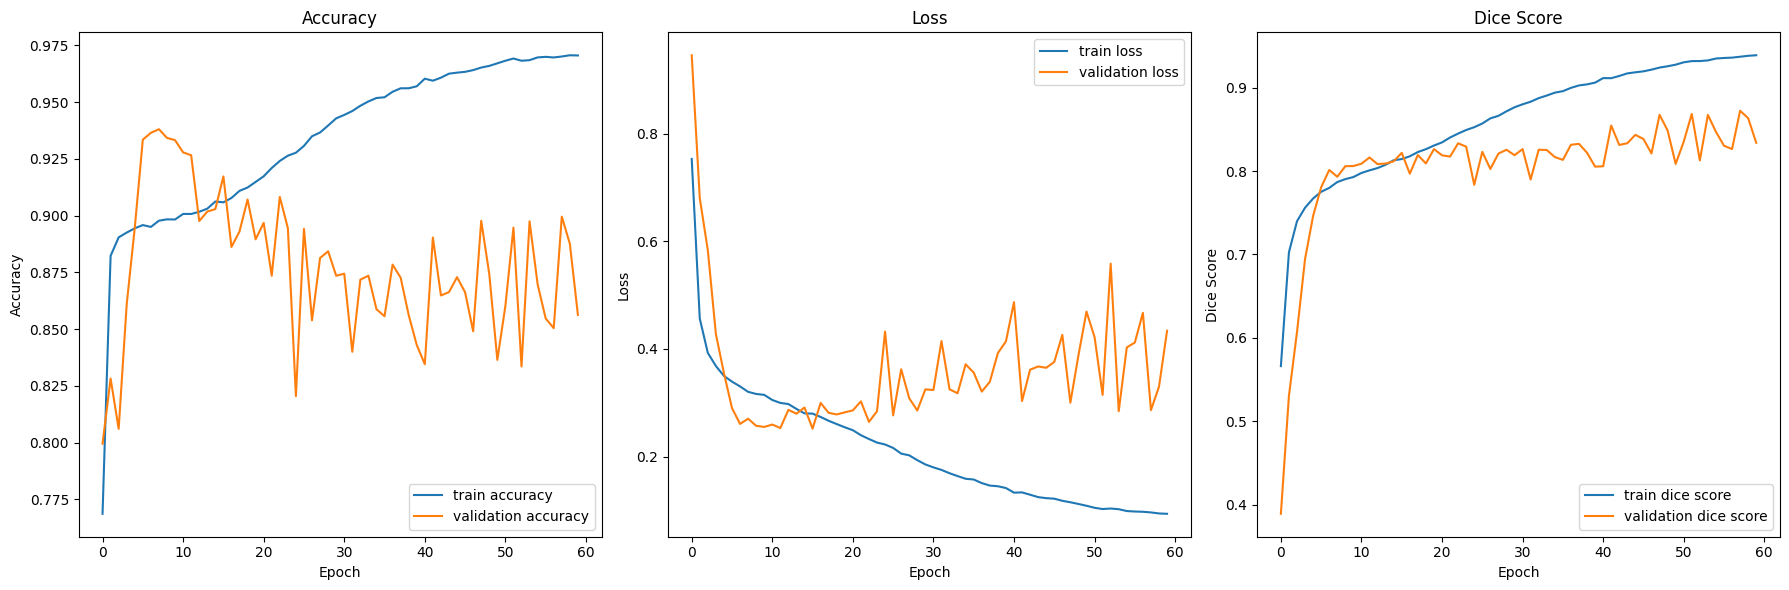 Accuracy
0.975
0.950
0.925
0.900
0.875
0.850
0.825
0.800
0.775
Accuracy
0 10 20 30 40 50 60
Epoch
train accuracy
validation accuracy
Loss
0.8
0.6
0.4
0.2
Loss
0 10 20 30 40 50 60
Epoch
train loss
validation loss
Dice Score
0.9
0.8
0.7
0.6
0.5
0.4
Dice Score
0 10 20 30 40 50 60
Epoch
train dice score
validation dice score